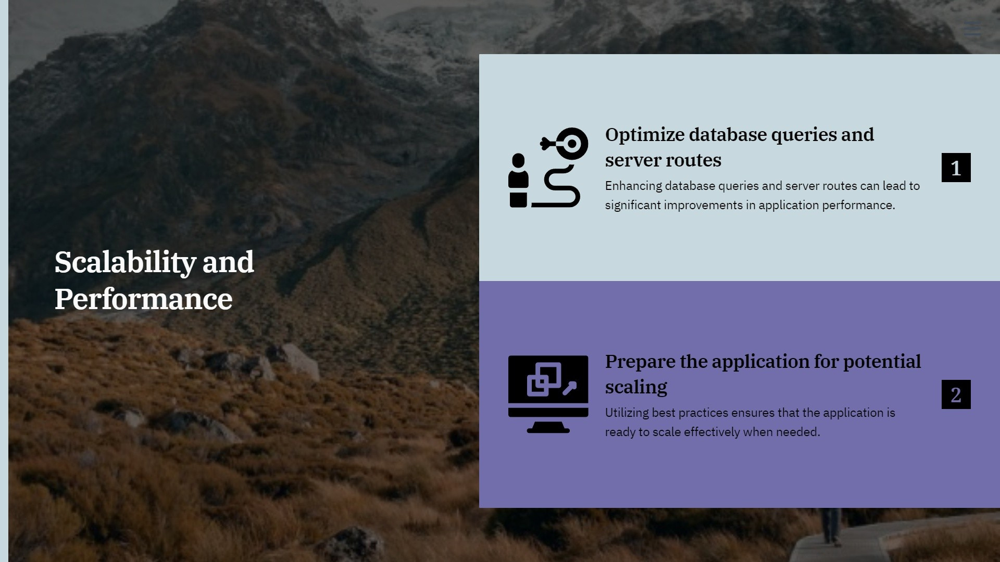 Scalability and
Performance
Optimize database queries and
server routes
Enhancing database queries and server routes can lead to
significant improvements in application performance.
1
Prepare the application for potential
scaling
Utilizing best practices ensures that the application is
ready to scale effectively when needed.
2